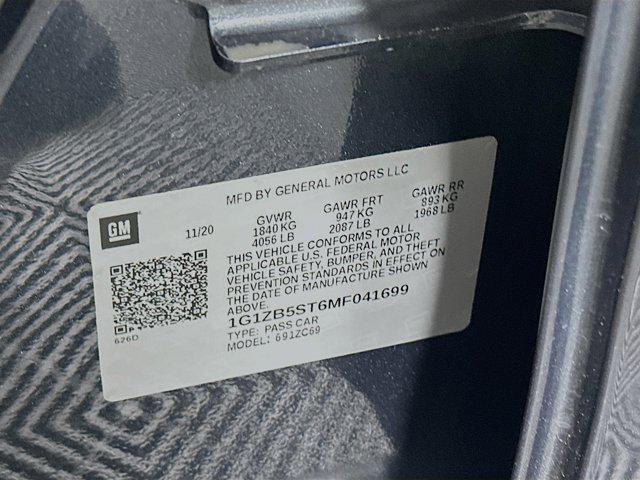 MFD BY GENERAL MOTORS LLC
GM
11/20
GVWR GAWR FRT GAWR RR
1840 KG 947 KG 893 KG
4056 LB 2087 LB 1968 LB
THIS VEHICLE CONFORMS TO ALL
APPLICABLE U.S. FEDERAL MOTOR
VEHICLE SAFETY, BUMPER, AND THEFT
PREVENTION STANDARDS IN EFFECT ON
THE DATE OF MANUFACTURE SHOWN
ABOVE.
1G1ZB5ST6MF041699
TYPE: PASS CAR
MODEL: 691ZC69
626D